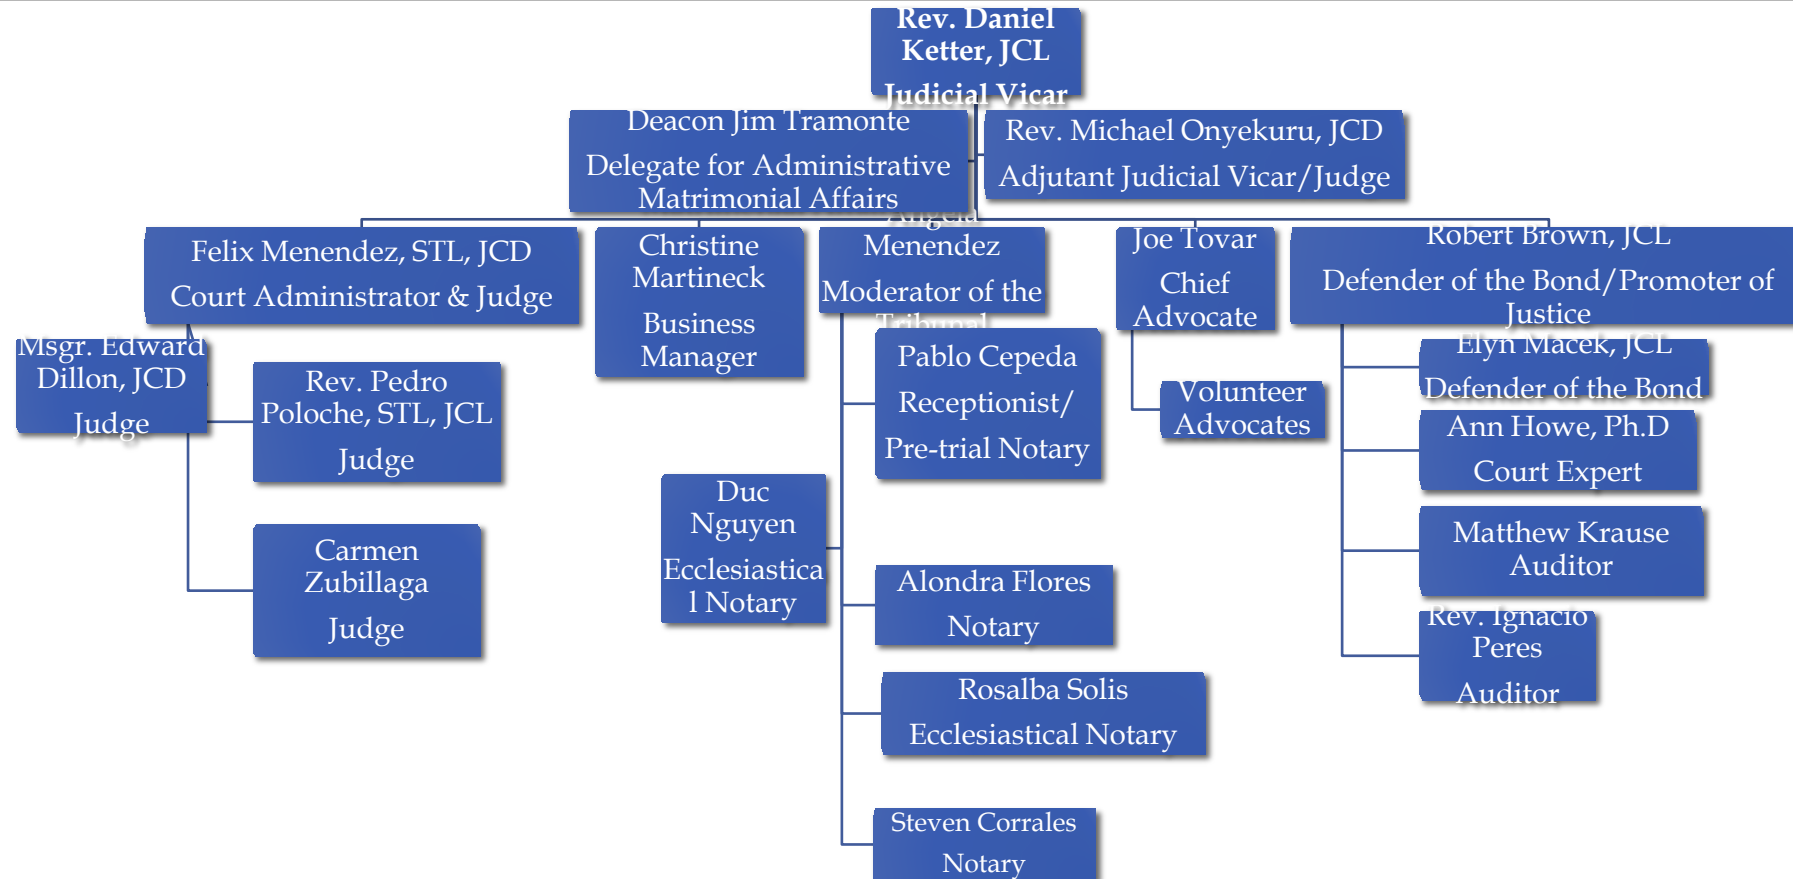 Rev. Daniel
Ketter, JCL
Judicial Vicar
Deacon Jim Tramonte
Delegate for Administrative
Matrimonial Affairs
Rev. Michael Onyekuru, JCD
Adjutant Judicial Vicar/Judge
Felix Menendez, STL, JCD
Court Administrator & Judge
Christine
Martineck
Business
Manager
Angela
Menendez
Moderator of the
Tribunal
Joe Tovar
Chief
Advocate
Robert Brown, JCL
Defender of the Bond/Promoter of
Justice
Msgr. Edward
Dillon, JCD
Judge
Rev. Pedro
Poloche, STL, JCL
Judge
Carmen
Zubillaga
Judge
Pablo Cepeda
Receptionist/
Pre-trial Notary
Duc
Nguyen
Ecclesiastica
l Notary
Alondra Flores
Notary
Rosalba Solis
Ecclesiastical Notary
Steven Corrales
Notary
Volunteer
Advocates
Elyn Macek, JCL
Defender of the Bond
Ann Howe, Ph.D
Court Expert
Matthew Krause
Auditor
Rev. Ignacio
Peres
Auditor